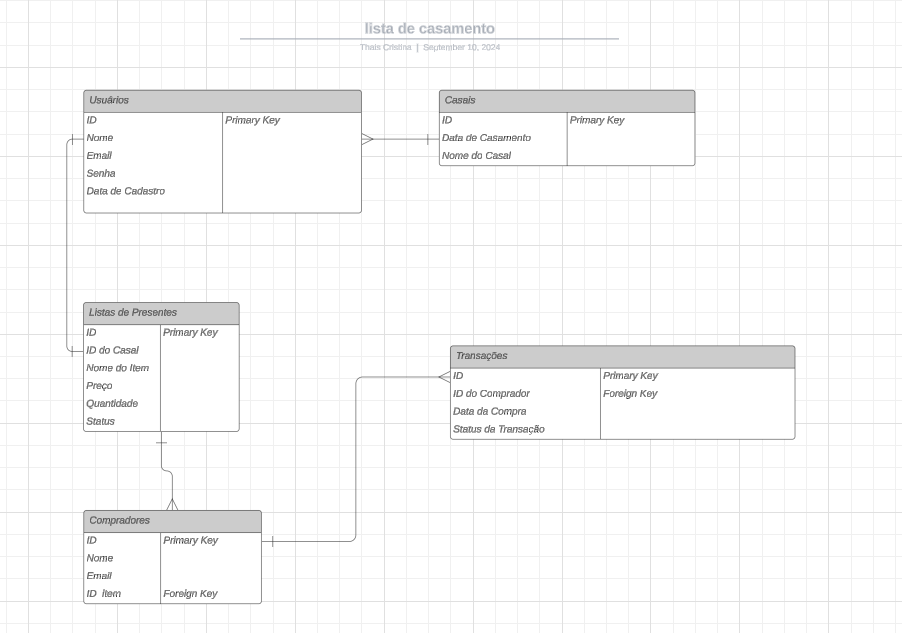 lista de casamento
Thais Cristina | September 10, 2024
Usuários
ID Primary Key
Nome
Email
Senha
Data de Cadastro
Casais
ID Primary Key
Data de Casamento
Nome do Casal
Listas de Presentes
ID Primary Key
ID do Casal
Nome do Item
Preço
Quantidade
Status
Transações
ID Primary Key
ID do Comprador Foreign Key
Data da Compra
Status da Transação
Compradores
ID Primary Key
Nome
Email
ID item Foreign Key